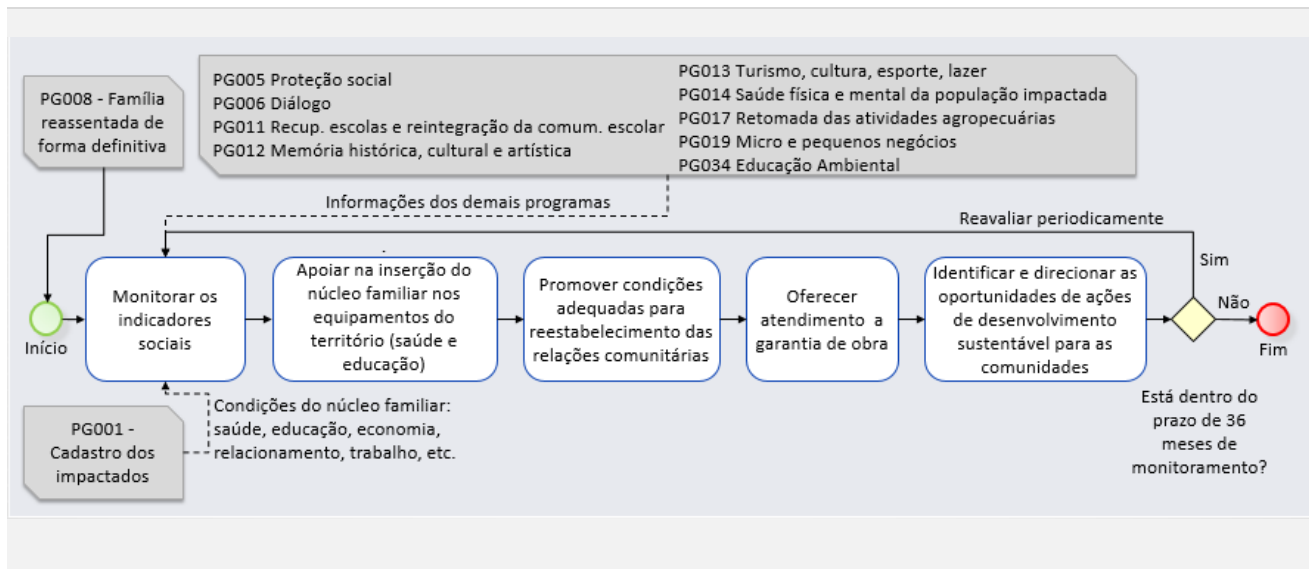 PG008 - Família
reassentada de
forma definitiva
PG005 Proteção social
PG006 Diálogo
PG011 Recup. escolas e reintegração da comum. escolar
PG012 Memória histórica, cultural e artística
PG013 Turismo, cultura, esporte, lazer
PG014 Saúde física e mental da população impactada
PG017 Retomada das atividades agropecuárias
PG019 Micro e pequenos negócios
PG034 Educação Ambiental
Informações dos demais programas
Reavaliar periodicamente
Início
Monitorar os
indicadores
sociais
Apoiar na inserção do
núcleo familiar nos
equipamentos do
território (saúde e
educação)
Promover condições
adequadas para
reestabelecimento das
relações comunitárias
Oferecer
atendimento a
garantia de obra
Identificar e direcionar as
oportunidades de ações
de desenvolvimento
sustentável para as
comunidades
Sim
Não
Fim
Está dentro do
prazo de 36
meses de
monitoramento?
PG001 -
Cadastro dos
impactados
Condições do núcleo familiar:
saúde, educação, economia,
relacionamento, trabalho, etc.